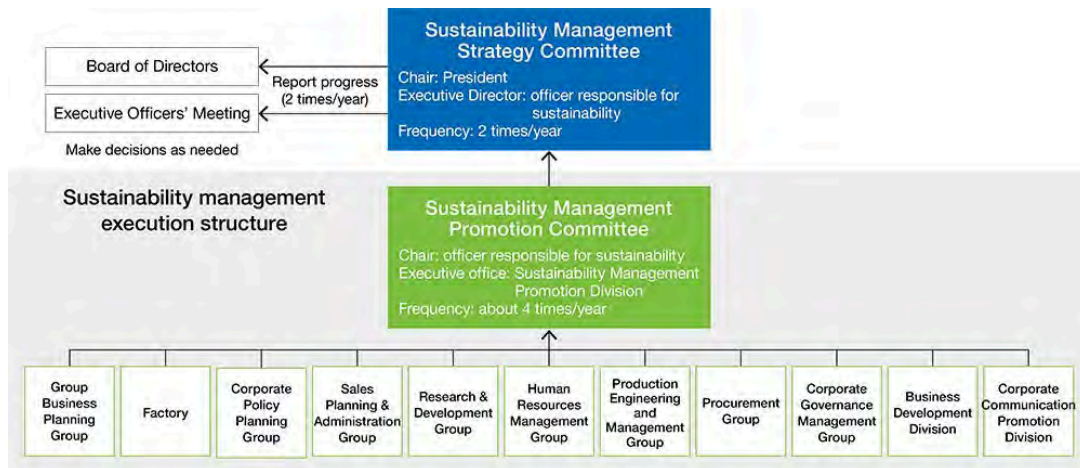 Sustainability Management
Strategy Committee
Chair: President
Executive Director: officer responsible for
sustainability
Frequency: 2 times/year
Board of Directors
Executive Officers' Meeting
Make decisions as needed
Report progress
(2 times/year)
Sustainability management
execution structure
Sustainability Management
Promotion Committee
Chair: officer responsible for sustainability
Executive office: Sustainability Management
Promotion Division
Frequency: about 4 times/year
Group
Business
Planning
Group
Factory
Corporate
Policy
Planning
Group
Sales
Planning &
Administration
Group
Research &
Development
Group
Human
Resources
Management
Group
Production
Engineering
and
Management
Group
Procurement
Group
Corporate
Governance
Management
Group
Business
Development
Division
Corporate
Communication
Promotion
Division